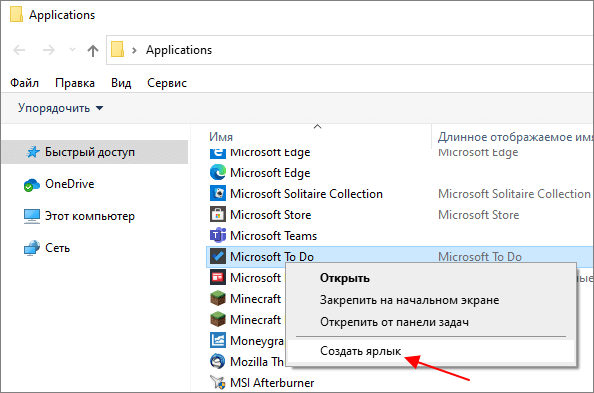 Applications
Applications
Файл Правка Вид Сервис
Упорядочить
Имя Длинное отображаемое имя
Быстрый доступ
OneDrive
Этот компьютер
Сеть
Microsoft Edge Microsoft Edge
Microsoft Edge
Microsoft Solitaire Collection Microsoft Solitaire Collection
Microsoft Store Microsoft Store
Microsoft Teams
Microsoft To Do Microsoft To Do
Microsoft
Minecraft
Minecraft
Moneygra
Mozilla Th
MSI Afterburner
Открыть
Закрепить на начальном экране
Открепить от панели задач
Создать ярлык